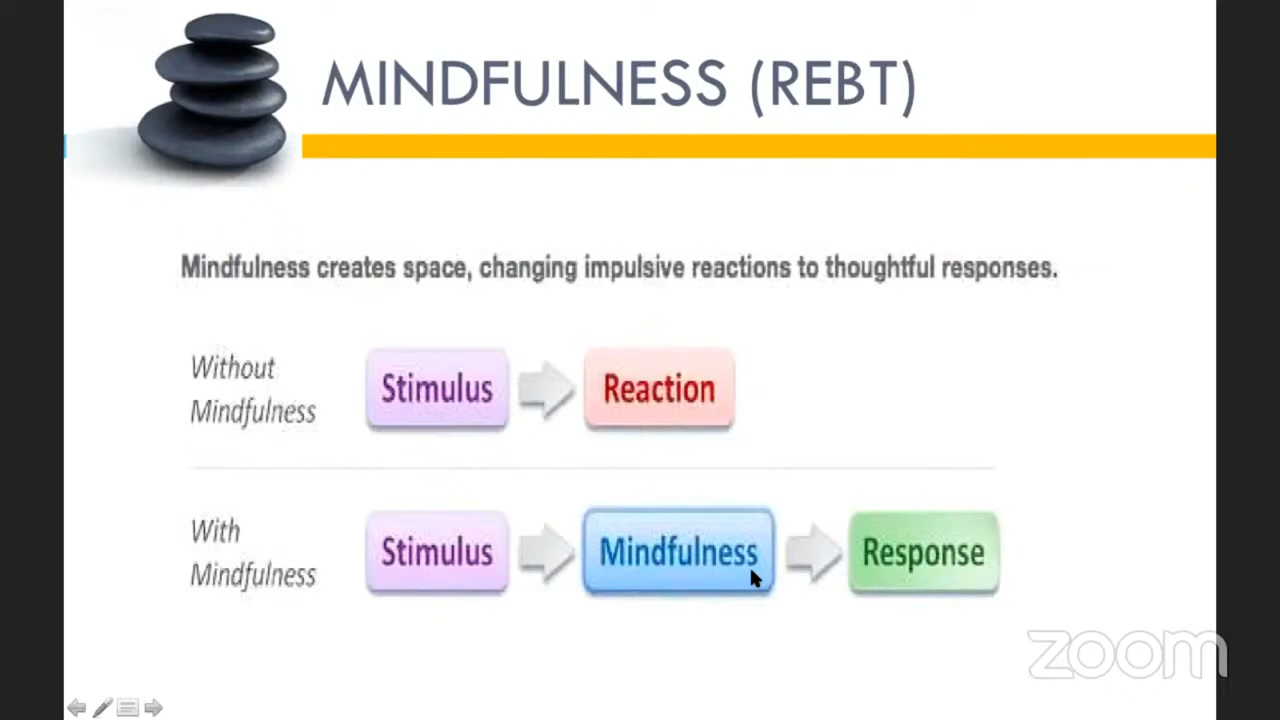 MINDFULNESS (REBT)
Mindfulness creates space, changing impulsive reactions to thoughtful responses.
Without
Mindfulness
Stimulus
Reaction
With
Mindfulness
Stimulus
Mindfulness
Response
zoom